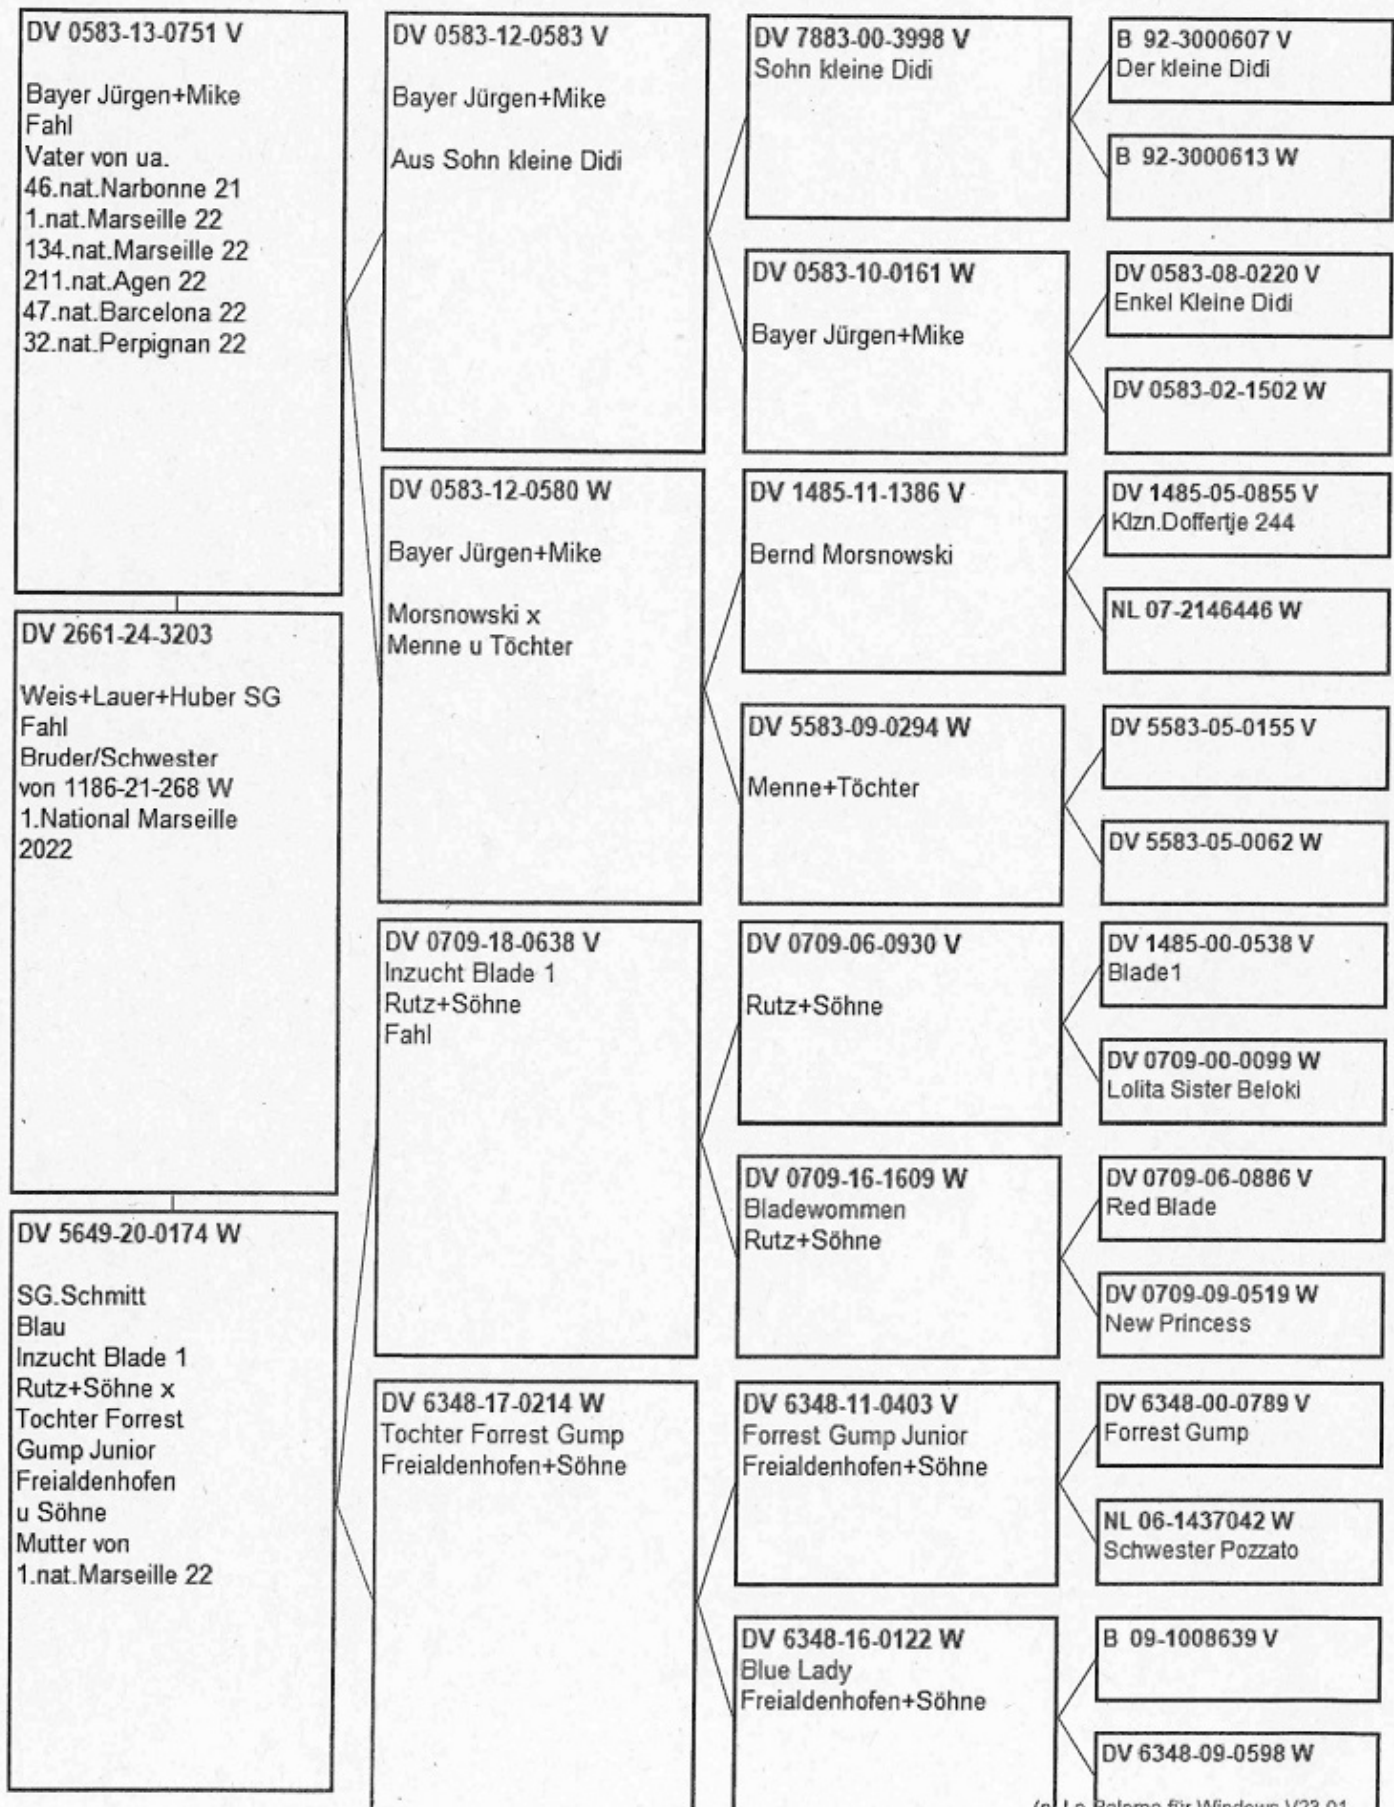 DV 0583-13-0751 V
Bayer Jürgen+Mike
Fahl
Vater von ua.
46.nat.Narbonne 21
1.nat.Marseille 22
134.nat.Marseille 22
211.nat.Agen 22
47.nat.Barcelona 22
32.nat.Perpignan 22
DV 2661-24-3203
Weis+Lauer+Huber SG
Fahl
Bruder/Schwester
von 1186-21-268 W
1.National Marseille
2022
DV 5649-20-0174 W
SG.Schmitt
Blau
Inzucht Blade 1
Rutz+Söhne x
Tochter Forrest
Gump Junior
Freialdenhofen
u Söhne
Mutter von
1.nat.Marseille 22
DV 0583-12-0583 V
Bayer Jürgen+Mike
Aus Sohn kleine Didi
DV 0583-12-0580 W
Bayer Jürgen+Mike
Morsnowski x
Menne u Töchter
DV 0709-18-0638 V
Inzucht Blade 1
Rutz+Söhne
Fahl
DV 6348-17-0214 W
Tochter Forrest Gump
Freialdenhofen+Söhne
DV 7883-00-3998 V
Sohn kleine Didi
DV 0583-10-0161 W
Bayer Jürgen+Mike
DV 1485-11-1386 V
Bernd Morsnowski
DV 5583-09-0294 W
Menne+Töchter
DV 0709-06-0930 V
Rutz+Söhne
DV 0709-16-1609 W
Bladewommen
Rutz+Söhne
DV 6348-11-0403 V
Forrest Gump Junior
Freialdenhofen+Söhne
DV 6348-16-0122 W
Blue Lady
Freialdenhofen+Söhne
B 92-3000607 V
Der kleine Didi
B 92-3000613 W
DV 0583-08-0220 V
Enkel Kleine Didi
DV 0583-02-1502 W
DV 1485-05-0855 V
Klzn.Doffertje 244
NL 07-2146446 W
DV 5583-05-0155 V
DV 5583-05-0062 W
DV 1485-00-0538 V
Blade1
DV 0709-00-0099 W
Lolita Sister Beloki
DV 0709-06-0886 V
Red Blade
DV 0709-09-0519 W
New Princess
DV 6348-00-0789 V
Forrest Gump
NL 06-1437042 W
Schwester Pozzato
B 09-1008639 V
DV 6348-09-0598 W
für Windows V23.01